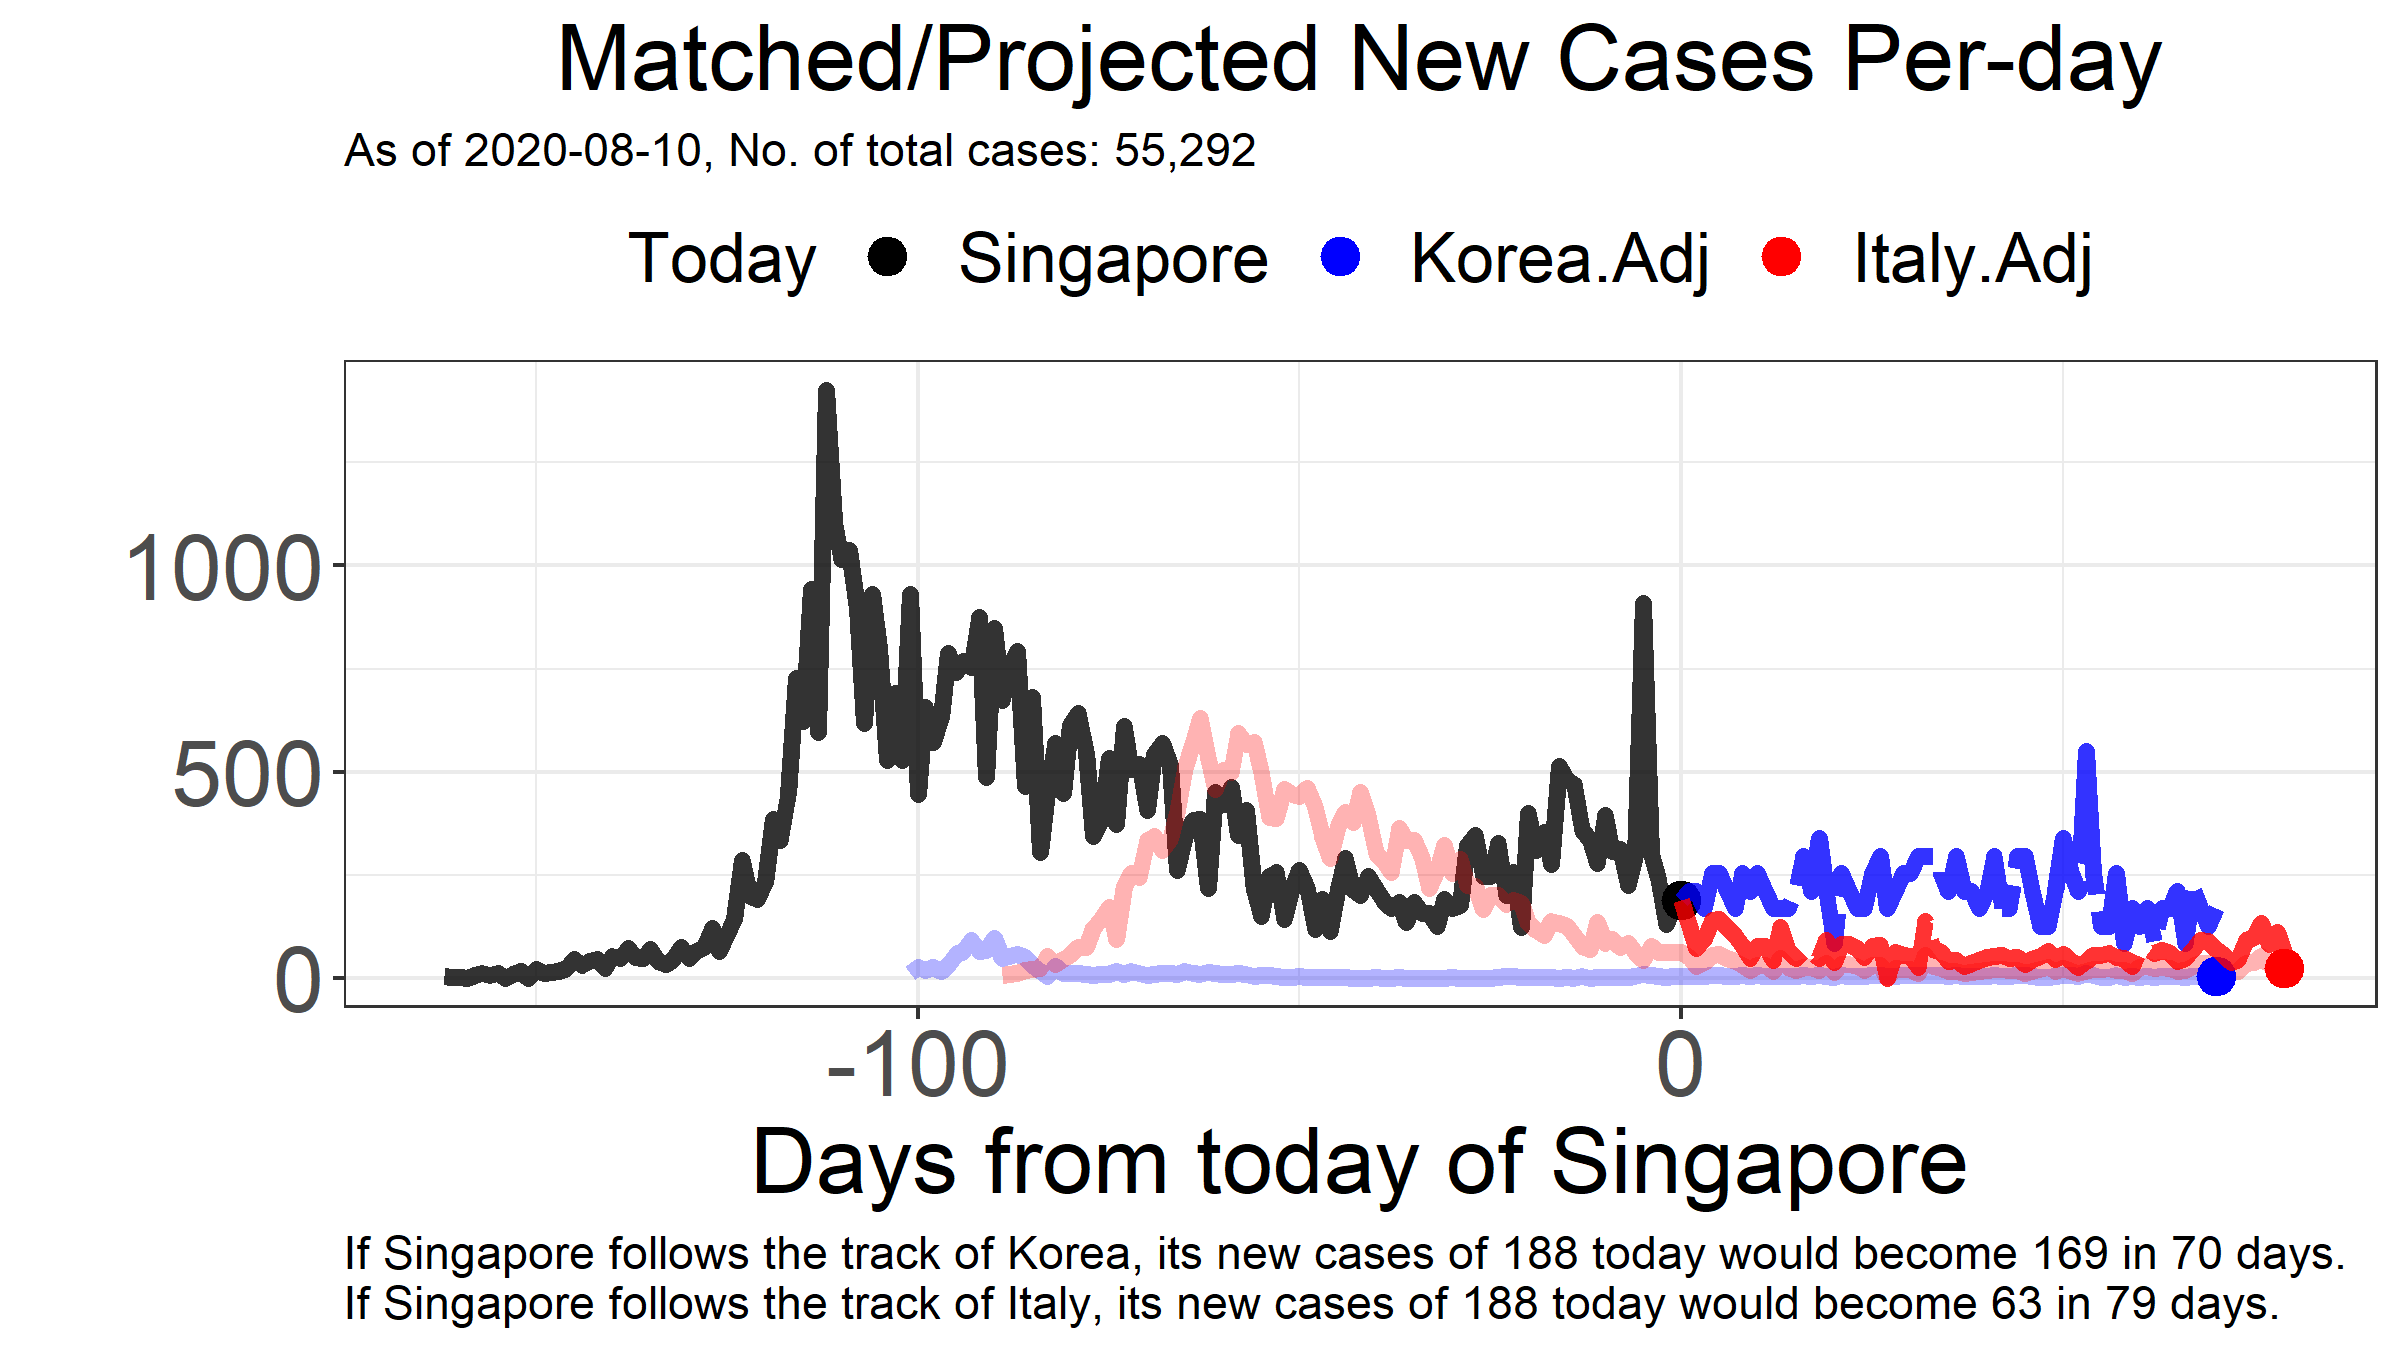 Matched/Projected New Cases Per-day
As of 2020-08-10, No. of total cases: 55,292
Today Singapore Korea.Adj Italy.Adj
1000
500
0
-100 0
Days from today of Singapore
If Singapore follows the track of Korea, its new cases of 188 today would become 169 in 70 days.
If Singapore follows the track of Italy, its new cases of 188 today would become 63 in 79 days.